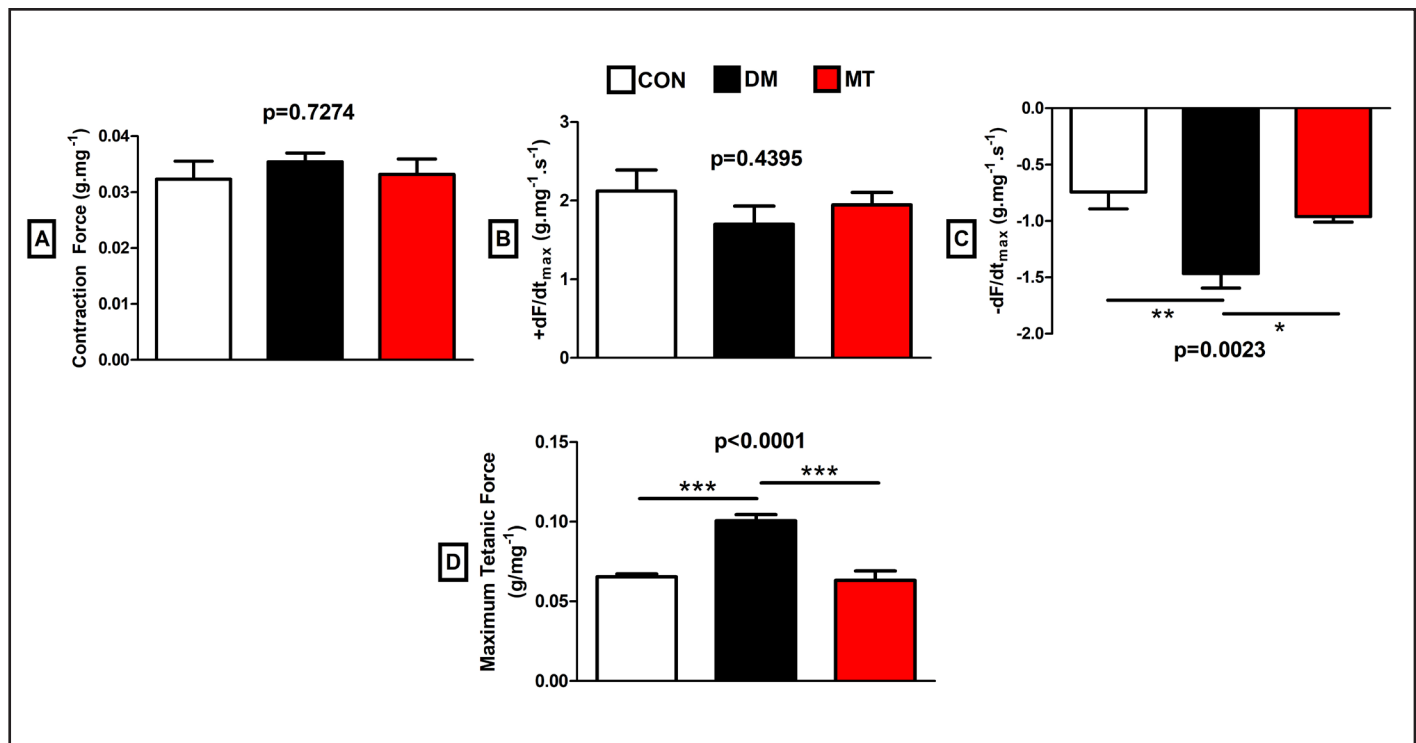 CON DM MT
A
Contraction Force (g.mg⁻¹)
p=0.7274
0.04
0.03
0.02
0.01
0.00
B
+dF/dtmax (g.mg⁻¹.s⁻¹)
p=0.4395
3
2
1
0
C
-dF/dtmax (g.mg⁻¹.s⁻¹)
0.0
-0.5
-1.0
-1.5
-2.0
**
*
p=0.0023
D
Maximum Tetanic Force
(g/mg⁻¹)
p<0.0001
0.15
0.10
0.05
0.00
***
***